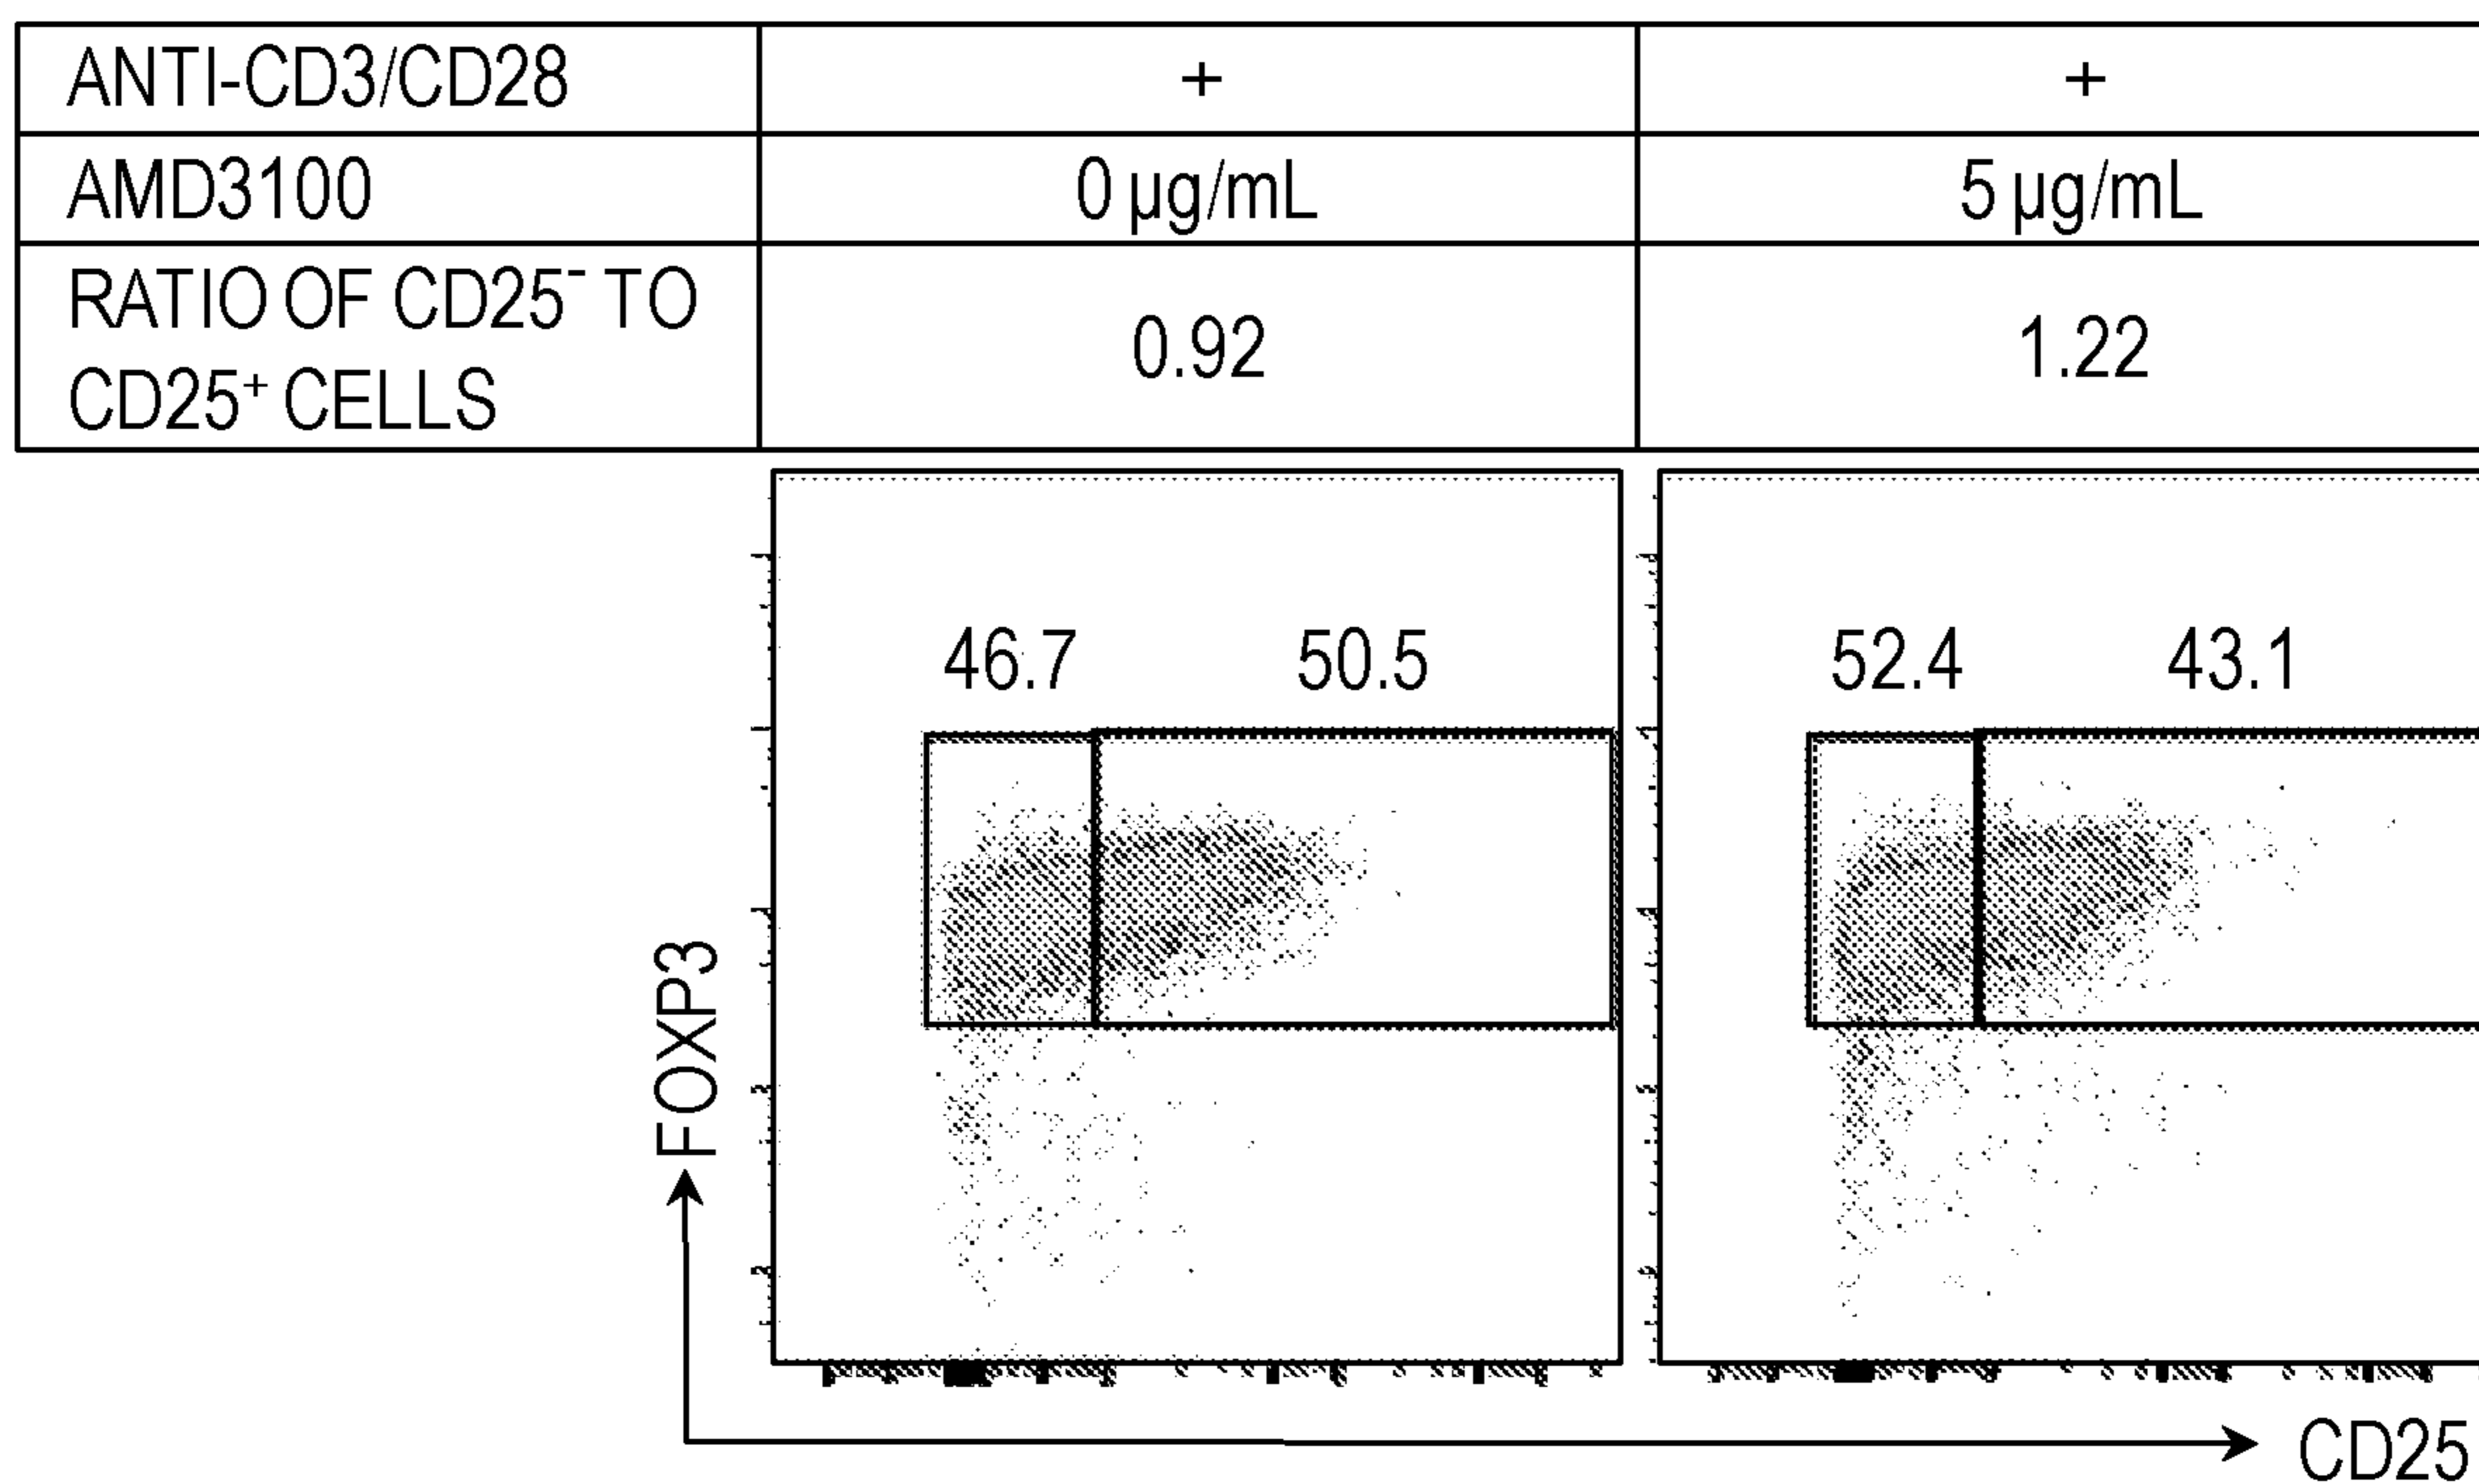 ANTI-CD3/CD28 + +
AMD3100 0 µg/mL 5 µg/mL
RATIO OF CD25⁻ TO
CD25⁺ CELLS 0.92 1.22
46.7 50.5 52.4 43.1
FOXP3
CD25